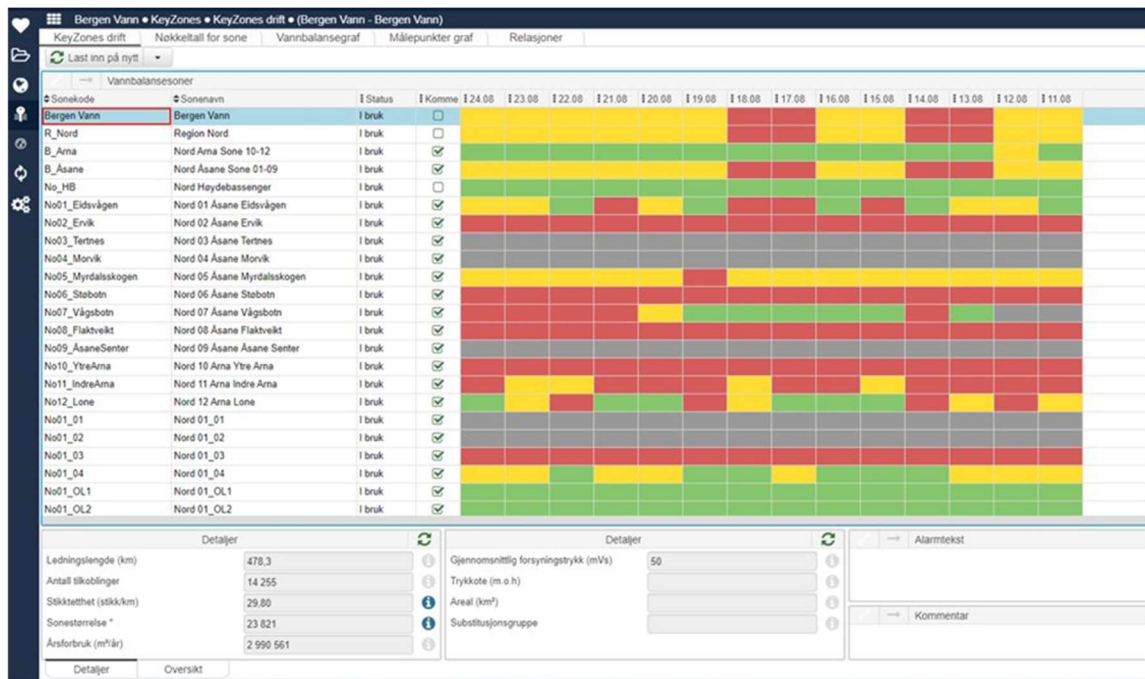 Bergen Vann ● KeyZones ● KeyZones drift ● (Bergen Vann - Bergen Vann)
KeyZones drift Nøkkeltall for sone Vannbalansegraf Målepunkter graf Relasjoner
Last inn på nytt
Vannbalansesoner
Sonekode Sonenavn Status Komme 24.08 23.08 22.08 21.08 20.08 19.08 18.08 17.08 16.08 15.08 14.08 13.08 12.08 11.08
Bergen Vann Bergen Vann I bruk
R_Nord Region Nord I bruk
B_Arna Nord Arna Sone 10-12 I bruk
B_Åsane Nord Åsane Sone 01-09 I bruk
No_HB Nord Høydebassenger I bruk
No01_Eidsvågen Nord 01 Åsane Eidsvågen I bruk
No02_Ervik Nord 02 Åsane Ervik I bruk
No03_Tertnes Nord 03 Åsane Tertnes I bruk
No04_Morvik Nord 04 Åsane Morvik I bruk
No05_Myrdalsskogen Nord 05 Åsane Myrdalsskogen I bruk
No06_Støbotn Nord 06 Åsane Støbotn I bruk
No07_Vågsbotn Nord 07 Åsane Vågsbotn I bruk
No08_Flaktveikt Nord 08 Åsane Flaktveikt I bruk
No09_ÅsaneSenter Nord 09 Åsane Åsane Senter I bruk
No10_YtreArna Nord 10 Arna Ytre Arna I bruk
No11_IndreArna Nord 11 Arna Indre Arna I bruk
No12_Lone Nord 12 Arna Lone I bruk
No01_01 Nord 01_01 I bruk
No01_02 Nord 01_02 I bruk
No01_03 Nord 01_03 I bruk
No01_04 Nord 01_04 I bruk
No01_OL1 Nord 01_OL1 I bruk
No01_OL2 Nord 01_OL2 I bruk
Detaljer Detaljer Alarmtekst
Ledningslengde (km) 478,3 Gjennomsnittlig forsyningstrykk (mVs) 50
Antall tilkoblinger 14 255 Trykkote (m.o.h)
Stikktetthet (stikk/km) 29,80 Areal (km²)
Sonestørrelse * 23 821 Substitusjonsgruppe Kommentar
Årsforbruk (m³/år) 2 990 561
Detaljer Oversikt